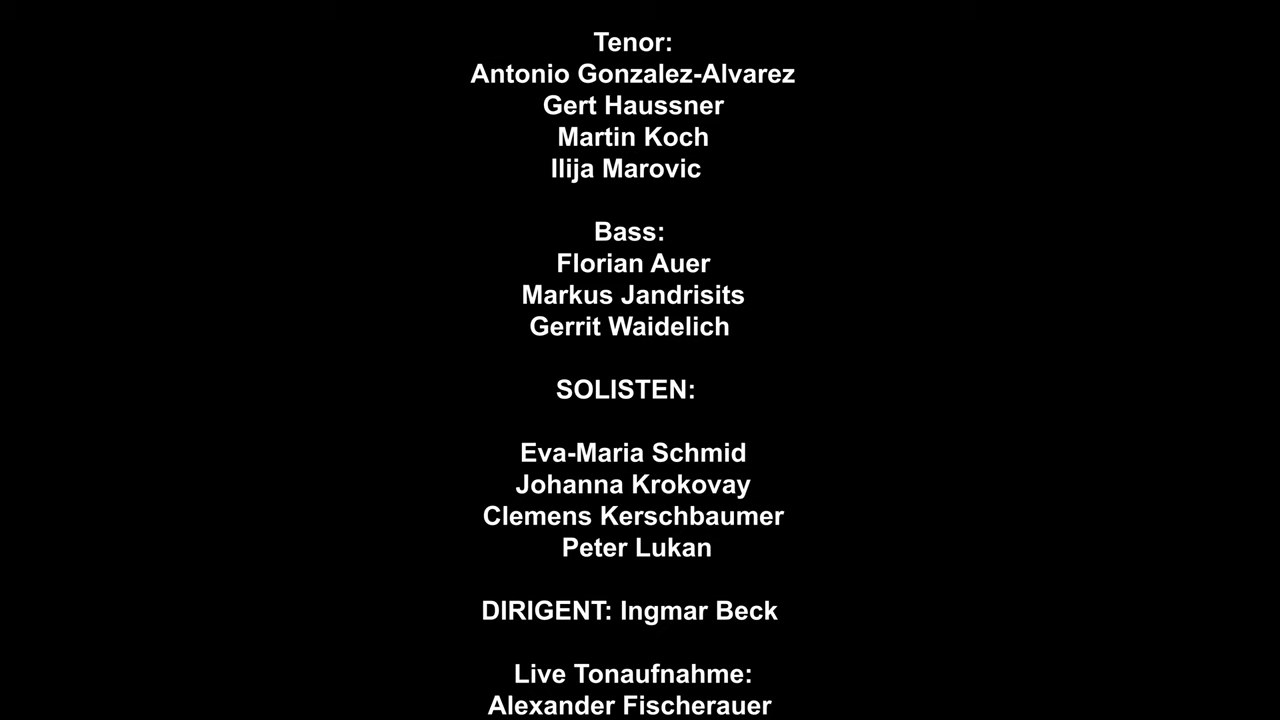 Tenor:
Antonio Gonzalez-Alvarez
Gert Haussner
Martin Koch
Ilija Marovic
Bass:
Florian Auer
Markus Jandrisits
Gerrit Waidelich
SOLISTEN:
Eva-Maria Schmid
Johanna Krokovay
Clemens Kerschbaumer
Peter Lukan
DIRIGENT: Ingmar Beck
Live Tonaufnahme:
Alexander Fischerauer